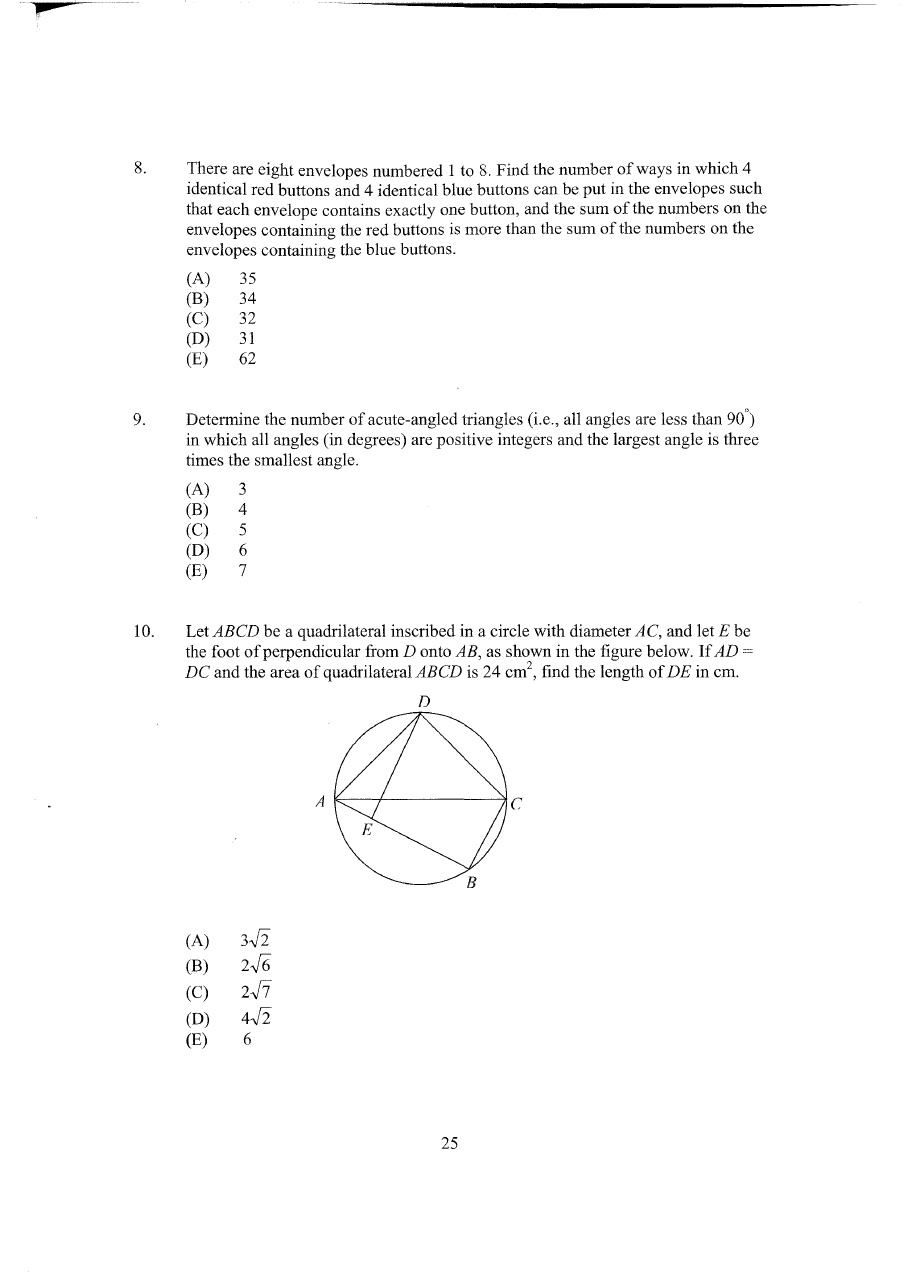 8. There are eight envelopes numbered 1 to 8. Find the number of ways in which 4
identical red buttons and 4 identical blue buttons can be put in the envelopes such
that each envelope contains exactly one button, and the sum of the numbers on the
envelopes containing the red buttons is more than the sum of the numbers on the
envelopes containing the blue buttons.
(A) 35
(B) 34
(C) 32
(D) 31
(E) 62
9. Determine the number of acute-angled triangles (i.e., all angles are less than 90°)
in which all angles (in degrees) are positive integers and the largest angle is three
times the smallest angle.
(A) 3
(B) 4
(C) 5
(D) 6
(E) 7
10. Let ABCD be a quadrilateral inscribed in a circle with diameter AC, and let E be
the foot of perpendicular from D onto AB, as shown in the figure below. If AD =
DC and the area of quadrilateral ABCD is 24 cm², find the length of DE in cm.
D
A
C
E
B
(A) 3√2
(B) 2√6
(C) 2√7
(D) 4√2
(E) 6
25